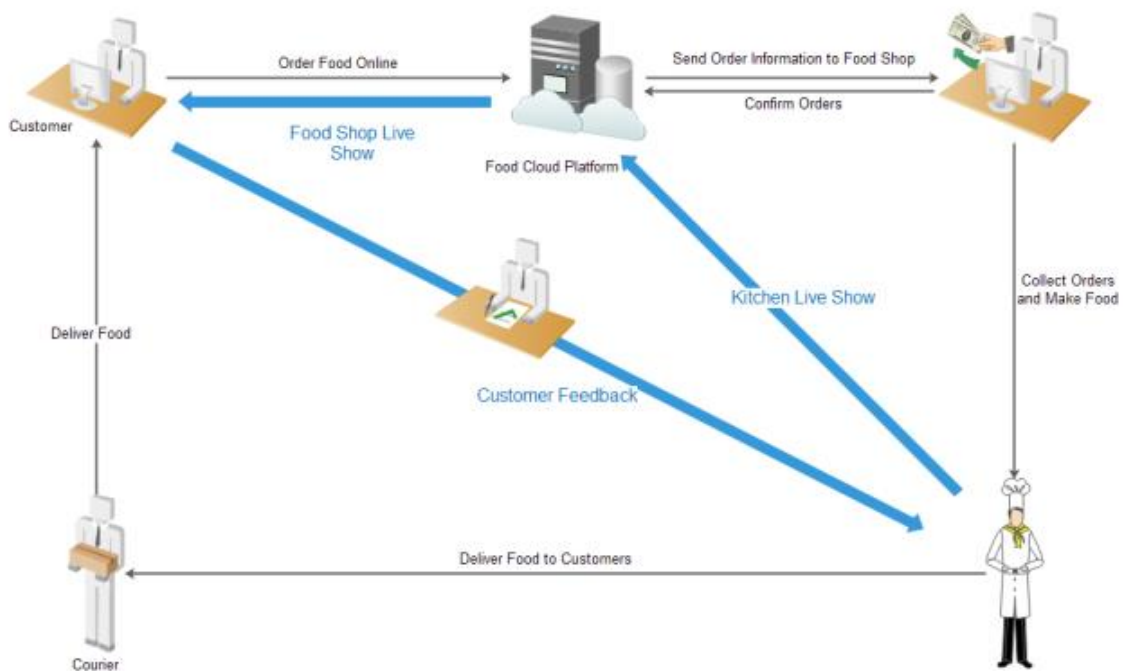 Order Food Online
Send Order Information to Food Shop
Confirm Orders
Customer
Food Shop Live
Show
Food Cloud Platform
Collect Orders
and Make Food
Kitchen Live Show
Deliver Food
Customer Feedback
Deliver Food to Customers
Courier